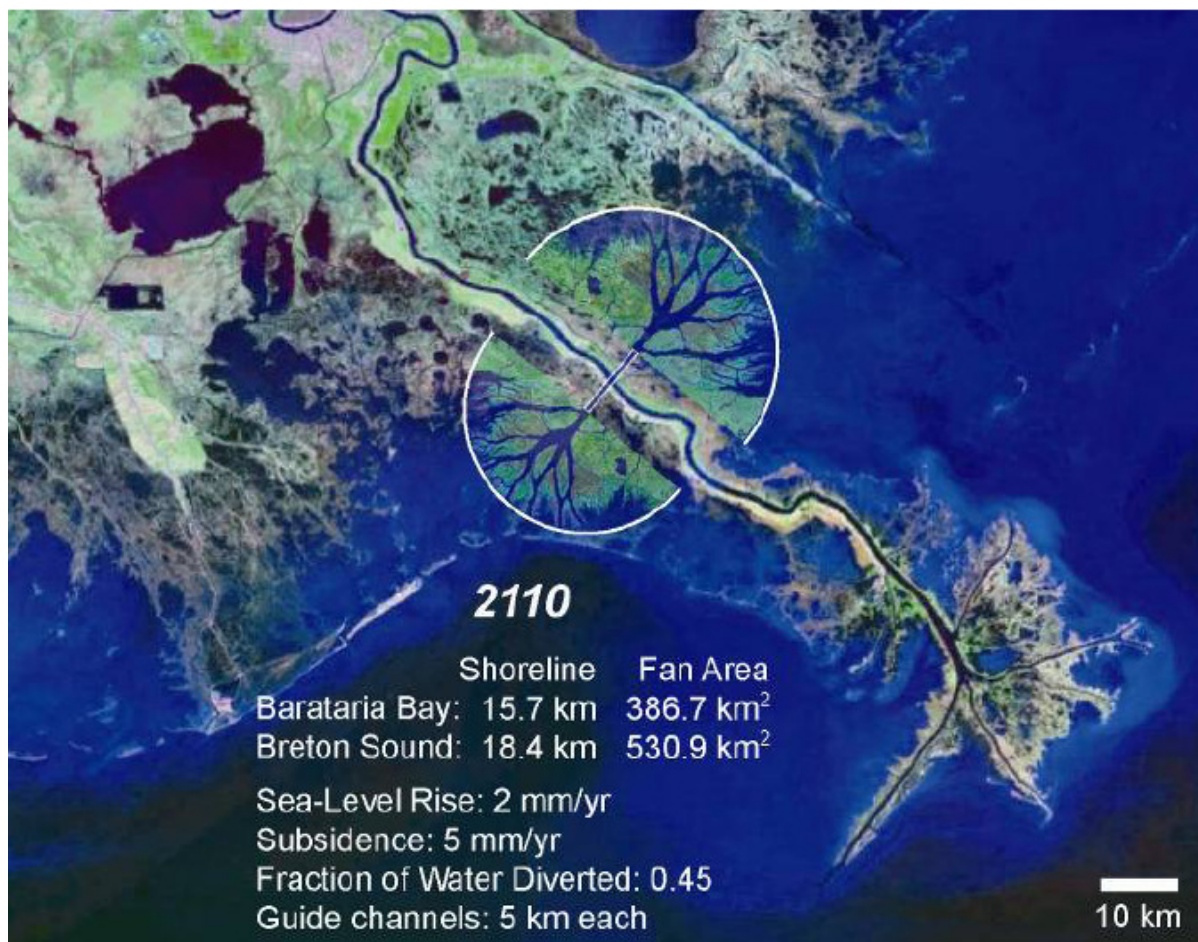 2110
Shoreline Fan Area
Barataria Bay: 15.7 km 386.7 km²
Breton Sound: 18.4 km 530.9 km²
Sea-Level Rise: 2 mm/yr
Subsidence: 5 mm/yr
Fraction of Water Diverted: 0.45
Guide channels: 5 km each
10 km